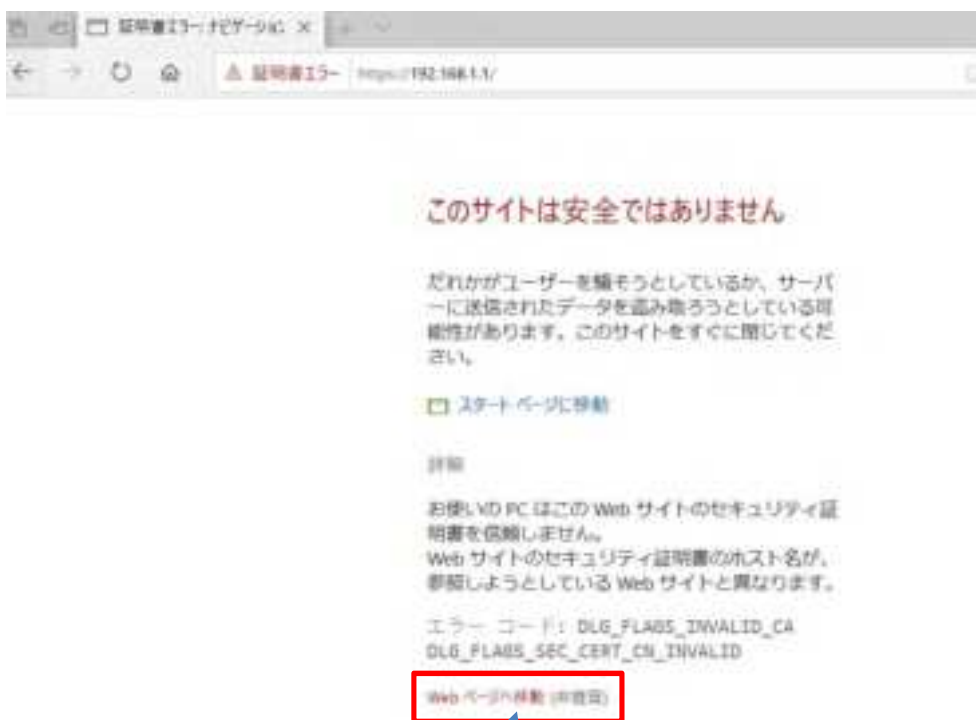 証明書エラー: ナビゲーション
証明書エラー https://192.168.1.1/
このサイトは安全ではありません
だれかがユーザーを騙そうとしているか、サーバ
ーに送信されたデータを盗み取ろうとしている可
能性があります。このサイトをすぐに閉じてくだ
さい。
スタート ページに移動
詳細
お使いの PC はこの Web サイトのセキュリティ証
明書を信頼しません。
Web サイトのセキュリティ証明書のホスト名が、
参照しようとしている Web サイトと異なります。
エラー コード: DLG_FLAGS_INVALID_CA
DLG_FLAGS_SEC_CERT_CN_INVALID
Web ページへ移動 (非推奨)